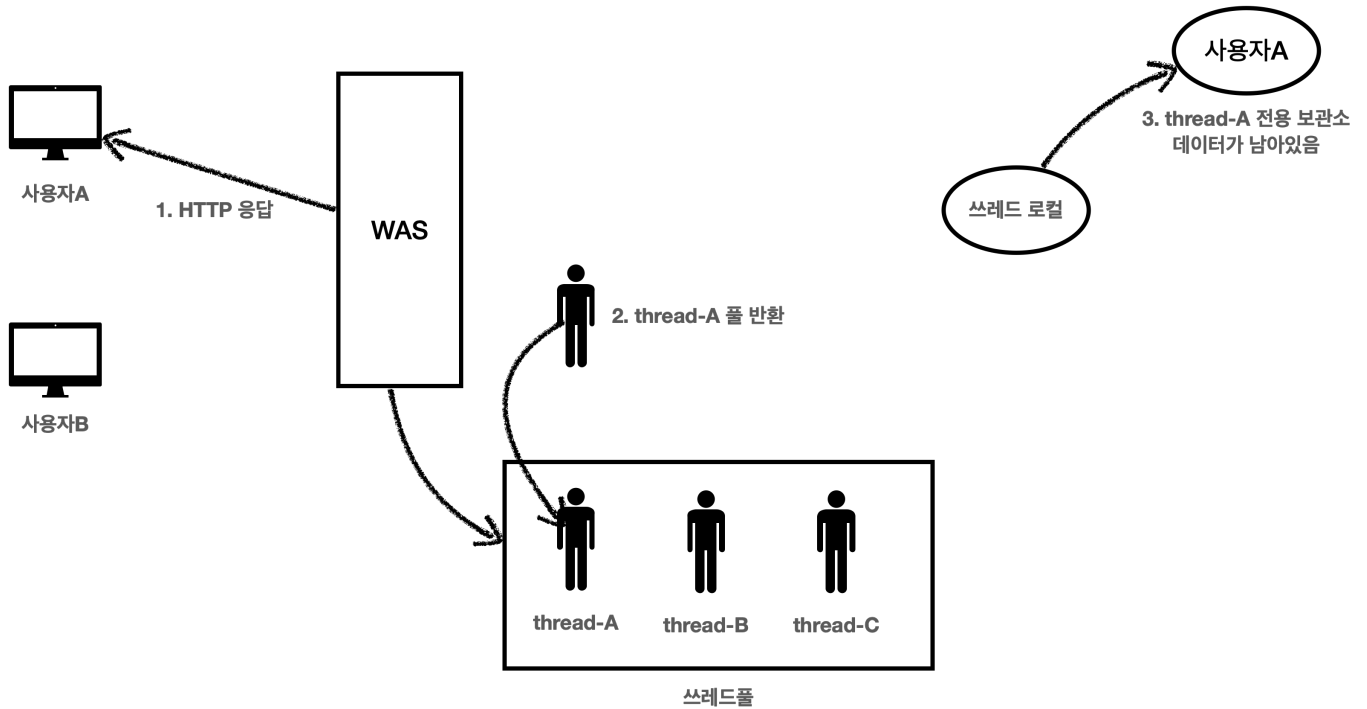 사용자A
3. thread-A 전용 보관소
데이터가 남아있음
쓰레드 로컬
사용자A
1. HTTP 응답
WAS
2. thread-A 풀 반환
사용자B
thread-A
thread-B
thread-C
쓰레드풀